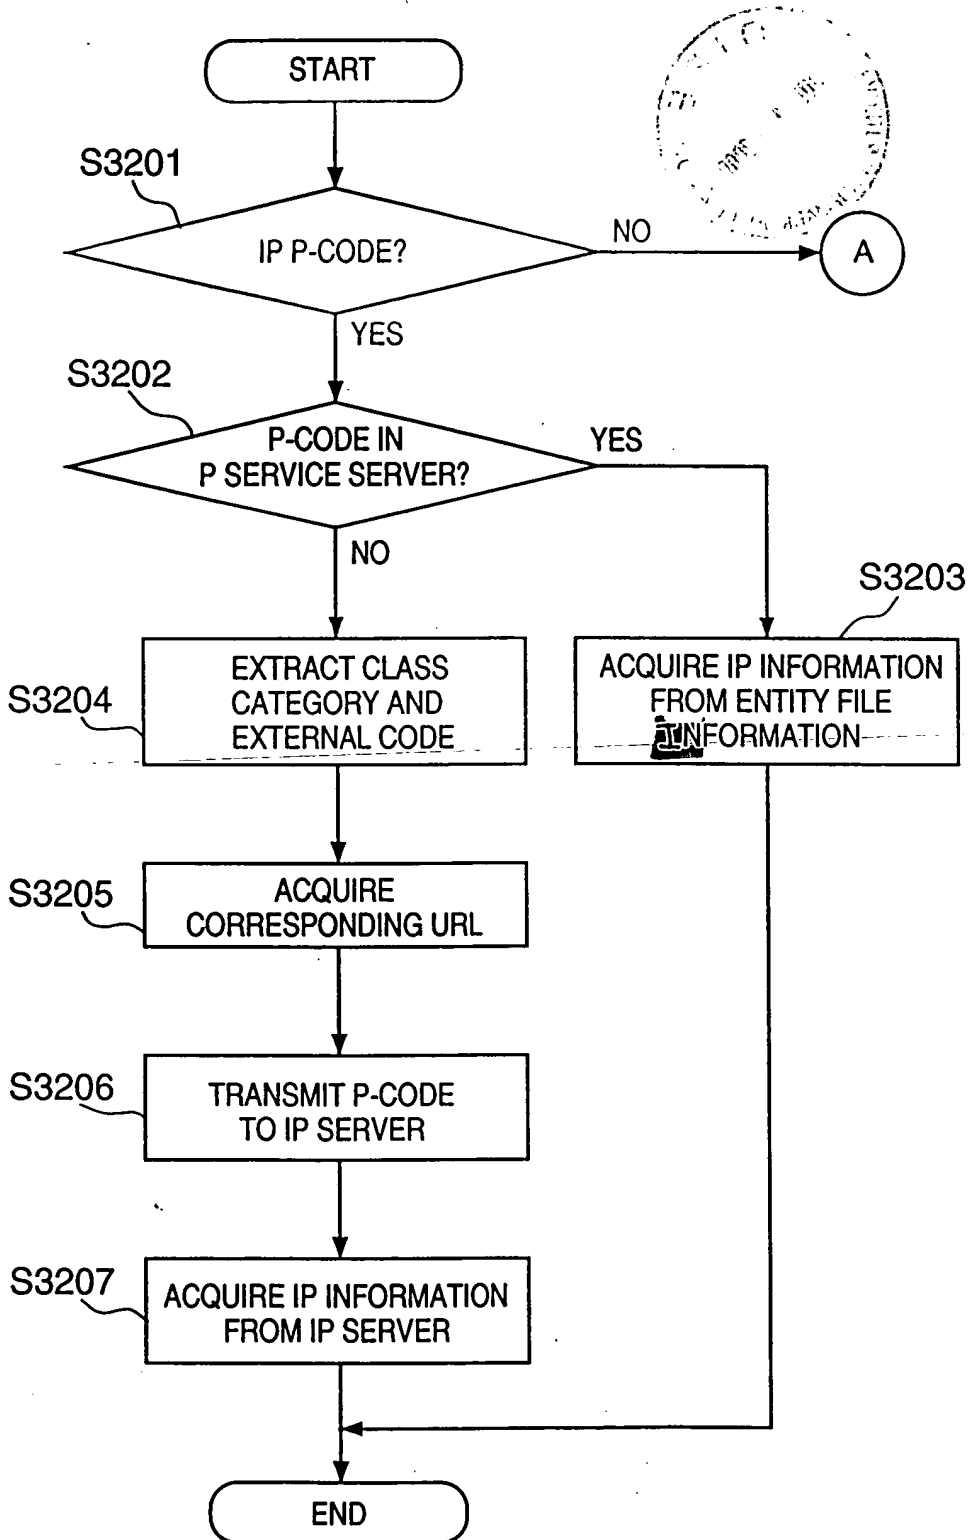 START
S3201
IP P-CODE?
NO
A
YES
S3202
P-CODE IN
P SERVICE SERVER?
YES
NO
S3203
ACQUIRE IP INFORMATION
FROM ENTITY FILE
INFORMATION
S3204
EXTRACT CLASS
CATEGORY AND
EXTERNAL CODE
S3205
ACQUIRE
CORRESPONDING URL
S3206
TRANSMIT P-CODE
TO IP SERVER
S3207
ACQUIRE IP INFORMATION
FROM IP SERVER
END